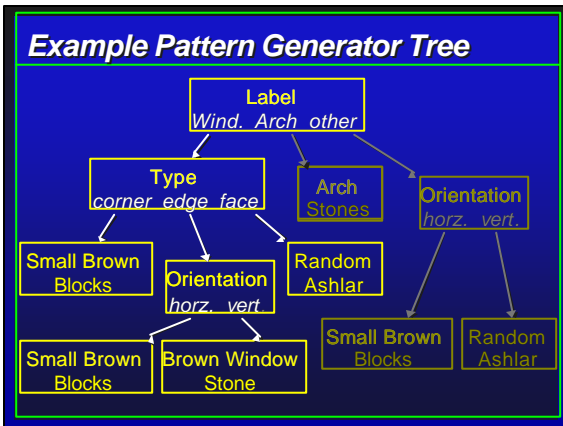 Example Pattern Generator Tree
Label
Wind. Arch other
Type
corner edge face
Arch
Stones
Orientation
horz. vert.
Small Brown
Blocks
Orientation
horz. vert.
Random
Ashlar
Small Brown
Blocks
Random
Ashlar
Small Brown
Blocks
Brown Window
Stone